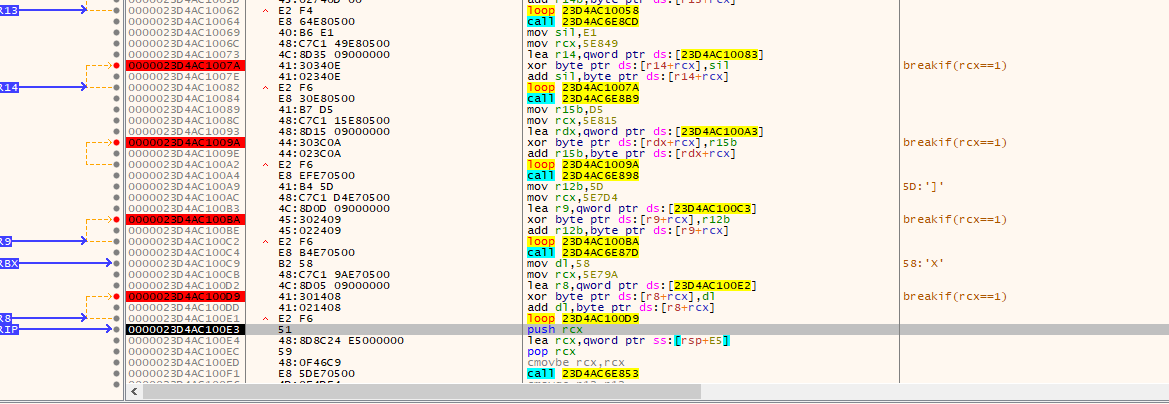 R13
0000023D4AC10062 E2 F4 loop 23D4AC10058
0000023D4AC10064 E8 64E80500 call 23D4AC6E8CD
0000023D4AC10069 40:B6 E1 mov sil,E1
0000023D4AC1006C 48:C7C1 49E80500 mov rcx,5E849
0000023D4AC10073 4C:8D35 09000000 lea r14,qword ptr ds:[23D4AC10083]
0000023D4AC1007A 41:30340E xor byte ptr ds:[r14+rcx],sil breakif(rcx==1)
0000023D4AC1007E 41:02340E add sil,byte ptr ds:[r14+rcx]
R14 0000023D4AC10082 E2 F6 loop 23D4AC1007A
0000023D4AC10084 E8 30E80500 call 23D4AC6E8B9
0000023D4AC10089 41:B7 D5 mov r15b,D5
0000023D4AC1008C 48:C7C1 15E80500 mov rcx,5E815
0000023D4AC10093 48:8D15 09000000 lea rdx,qword ptr ds:[23D4AC100A3]
0000023D4AC1009A 44:303C0A xor byte ptr ds:[rdx+rcx],r15b breakif(rcx==1)
0000023D4AC1009E 44:023C0A add r15b,byte ptr ds:[rdx+rcx]
0000023D4AC100A2 E2 F6 loop 23D4AC1009A
0000023D4AC100A4 E8 EFE70500 call 23D4AC6E898
0000023D4AC100A9 41:B4 5D mov r12b,5D 5D:']'
0000023D4AC100AC 48:C7C1 D4E70500 mov rcx,5E7D4
0000023D4AC100B3 4C:8D0D 09000000 lea r9,qword ptr ds:[23D4AC100C3]
0000023D4AC100BA 45:302409 xor byte ptr ds:[r9+rcx],r12b breakif(rcx==1)
0000023D4AC100BE 45:022409 add r12b,byte ptr ds:[r9+rcx]
R9 0000023D4AC100C2 E2 F6 loop 23D4AC100BA
0000023D4AC100C4 E8 B4E70500 call 23D4AC6E87D
RBX 0000023D4AC100C9 B2 58 mov dl,58 58:'X'
0000023D4AC100CB 48:C7C1 9AE70500 mov rcx,5E79A
0000023D4AC100D2 4C:8D05 09000000 lea r8,qword ptr ds:[23D4AC100E2]
0000023D4AC100D9 41:301408 xor byte ptr ds:[r8+rcx],dl breakif(rcx==1)
0000023D4AC100DD 41:021408 add dl,byte ptr ds:[r8+rcx]
R8 0000023D4AC100E1 E2 F6 loop 23D4AC100D9
RIP 0000023D4AC100E3 51 push rcx
0000023D4AC100E4 48:8D8C24 E5000000 lea rcx,qword ptr ss:[rsp+E5]
0000023D4AC100EC 59 pop rcx
0000023D4AC100ED 48:0F46C9 cmovbe rcx,rcx
0000023D4AC100F1 E8 5DE70500 call 23D4AC6E853